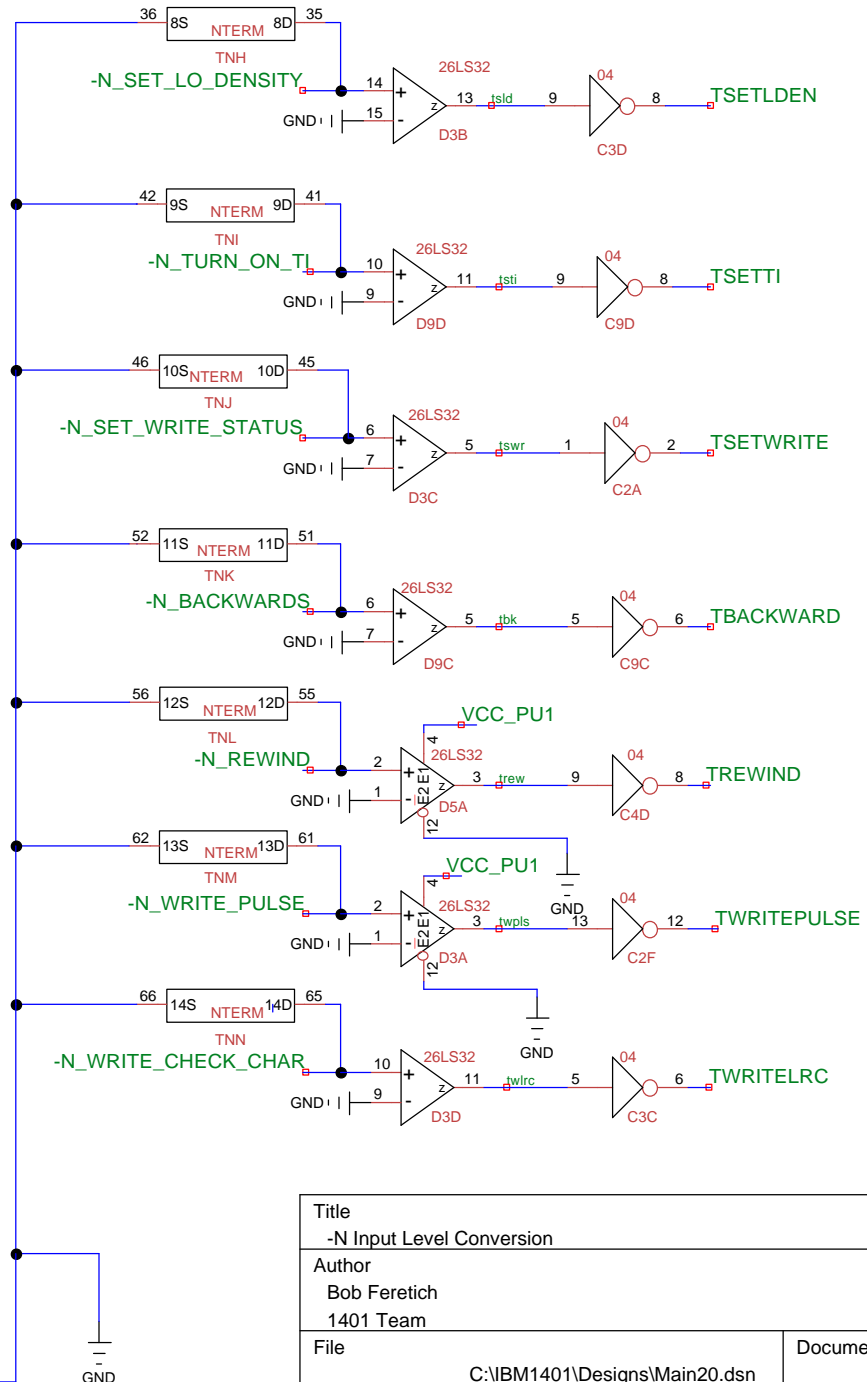 36 8S NTERM 8D 35
TNH
-N_SET_LO_DENSITY
26LS32
04
14 + z 13 tsld 9 8 TSETLDEN
GND 15 -
D3B
C3D
42 9S NTERM 9D 41
TNI
-N_TURN_ON_TI
26LS32
04
10 + z 11 tsti 9 8 TSETTI
GND 9 -
D9D
C9D
46 10S NTERM 10D 45
TNJ
-N_SET_WRITE_STATUS
26LS32
04
6 + z 5 tswr 1 2 TSETWRITE
GND 7 -
D3C
C2A
52 11S NTERM 11D 51
TNK
-N_BACKWARDS
26LS32
04
6 + z 5 tbk 5 6 TBACKWARD
GND 7 -
D9C
C9C
56 12S NTERM 12D 55
TNL
VCC_PU1
4
-N_REWIND
26LS32
04
2 + E1 z 3 trew 9 8 TREWIND
GND 1 - E2
D5A
C4D
12
GND
62 13S NTERM 13D 61
TNM
VCC_PU1
4
-N_WRITE_PULSE
26LS32
04
2 + E1 z 3 twpls 13 12 TWRITEPULSE
GND 1 - E2
D3A
C2F
12
GND
66 14S NTERM 14D 65
TNN
-N_WRITE_CHECK_CHAR
26LS32
04
10 + z 11 twlrc 5 6 TWRITELRC
GND 9 -
D3D
C3C
GND
Title
-N Input Level Conversion
Author
Bob Feretich
1401 Team
File Docume
C:\IBM1401\Designs\Main20.dsn